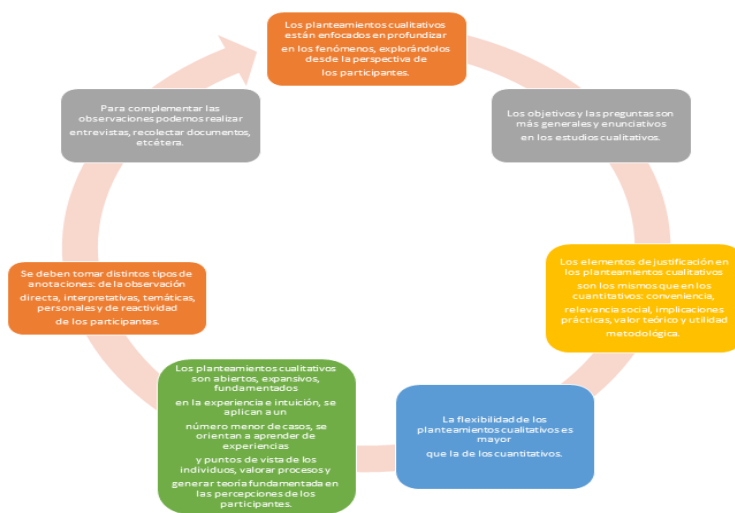 Los planteamientos cualitativos
están enfocados en profundizar
en los fenómenos, explorándolos
desde la perspectiva de
los participantes.
Los objetivos y las preguntas son
más generales y enunciativos
en los estudios cualitativos.
Los elementos de justificación en
los planteamientos cualitativos
son los mismos que en los
cuantitativos: conveniencia,
relevancia social, implicaciones
prácticas, valor teórico y utilidad
metodológica.
La flexibilidad de los
planteamientos cualitativos es
mayor
que la de los cuantitativos.
Los planteamientos cualitativos
son abiertos, expansivos,
fundamentados
en la experiencia e intuición, se
aplican a un
número menor de casos, se
orientan a aprender de
experiencias
y puntos de vista de los
individuos, valorar procesos y
generar teoría fundamentada en
las percepciones de los
participantes.
Se deben tomar distintos tipos de
anotaciones: de la observación
directa, interpretativas, temáticas,
personales y de reactividad
de los participantes.
Para complementar las
observaciones podemos realizar
entrevistas, recolectar documentos,
etcétera.